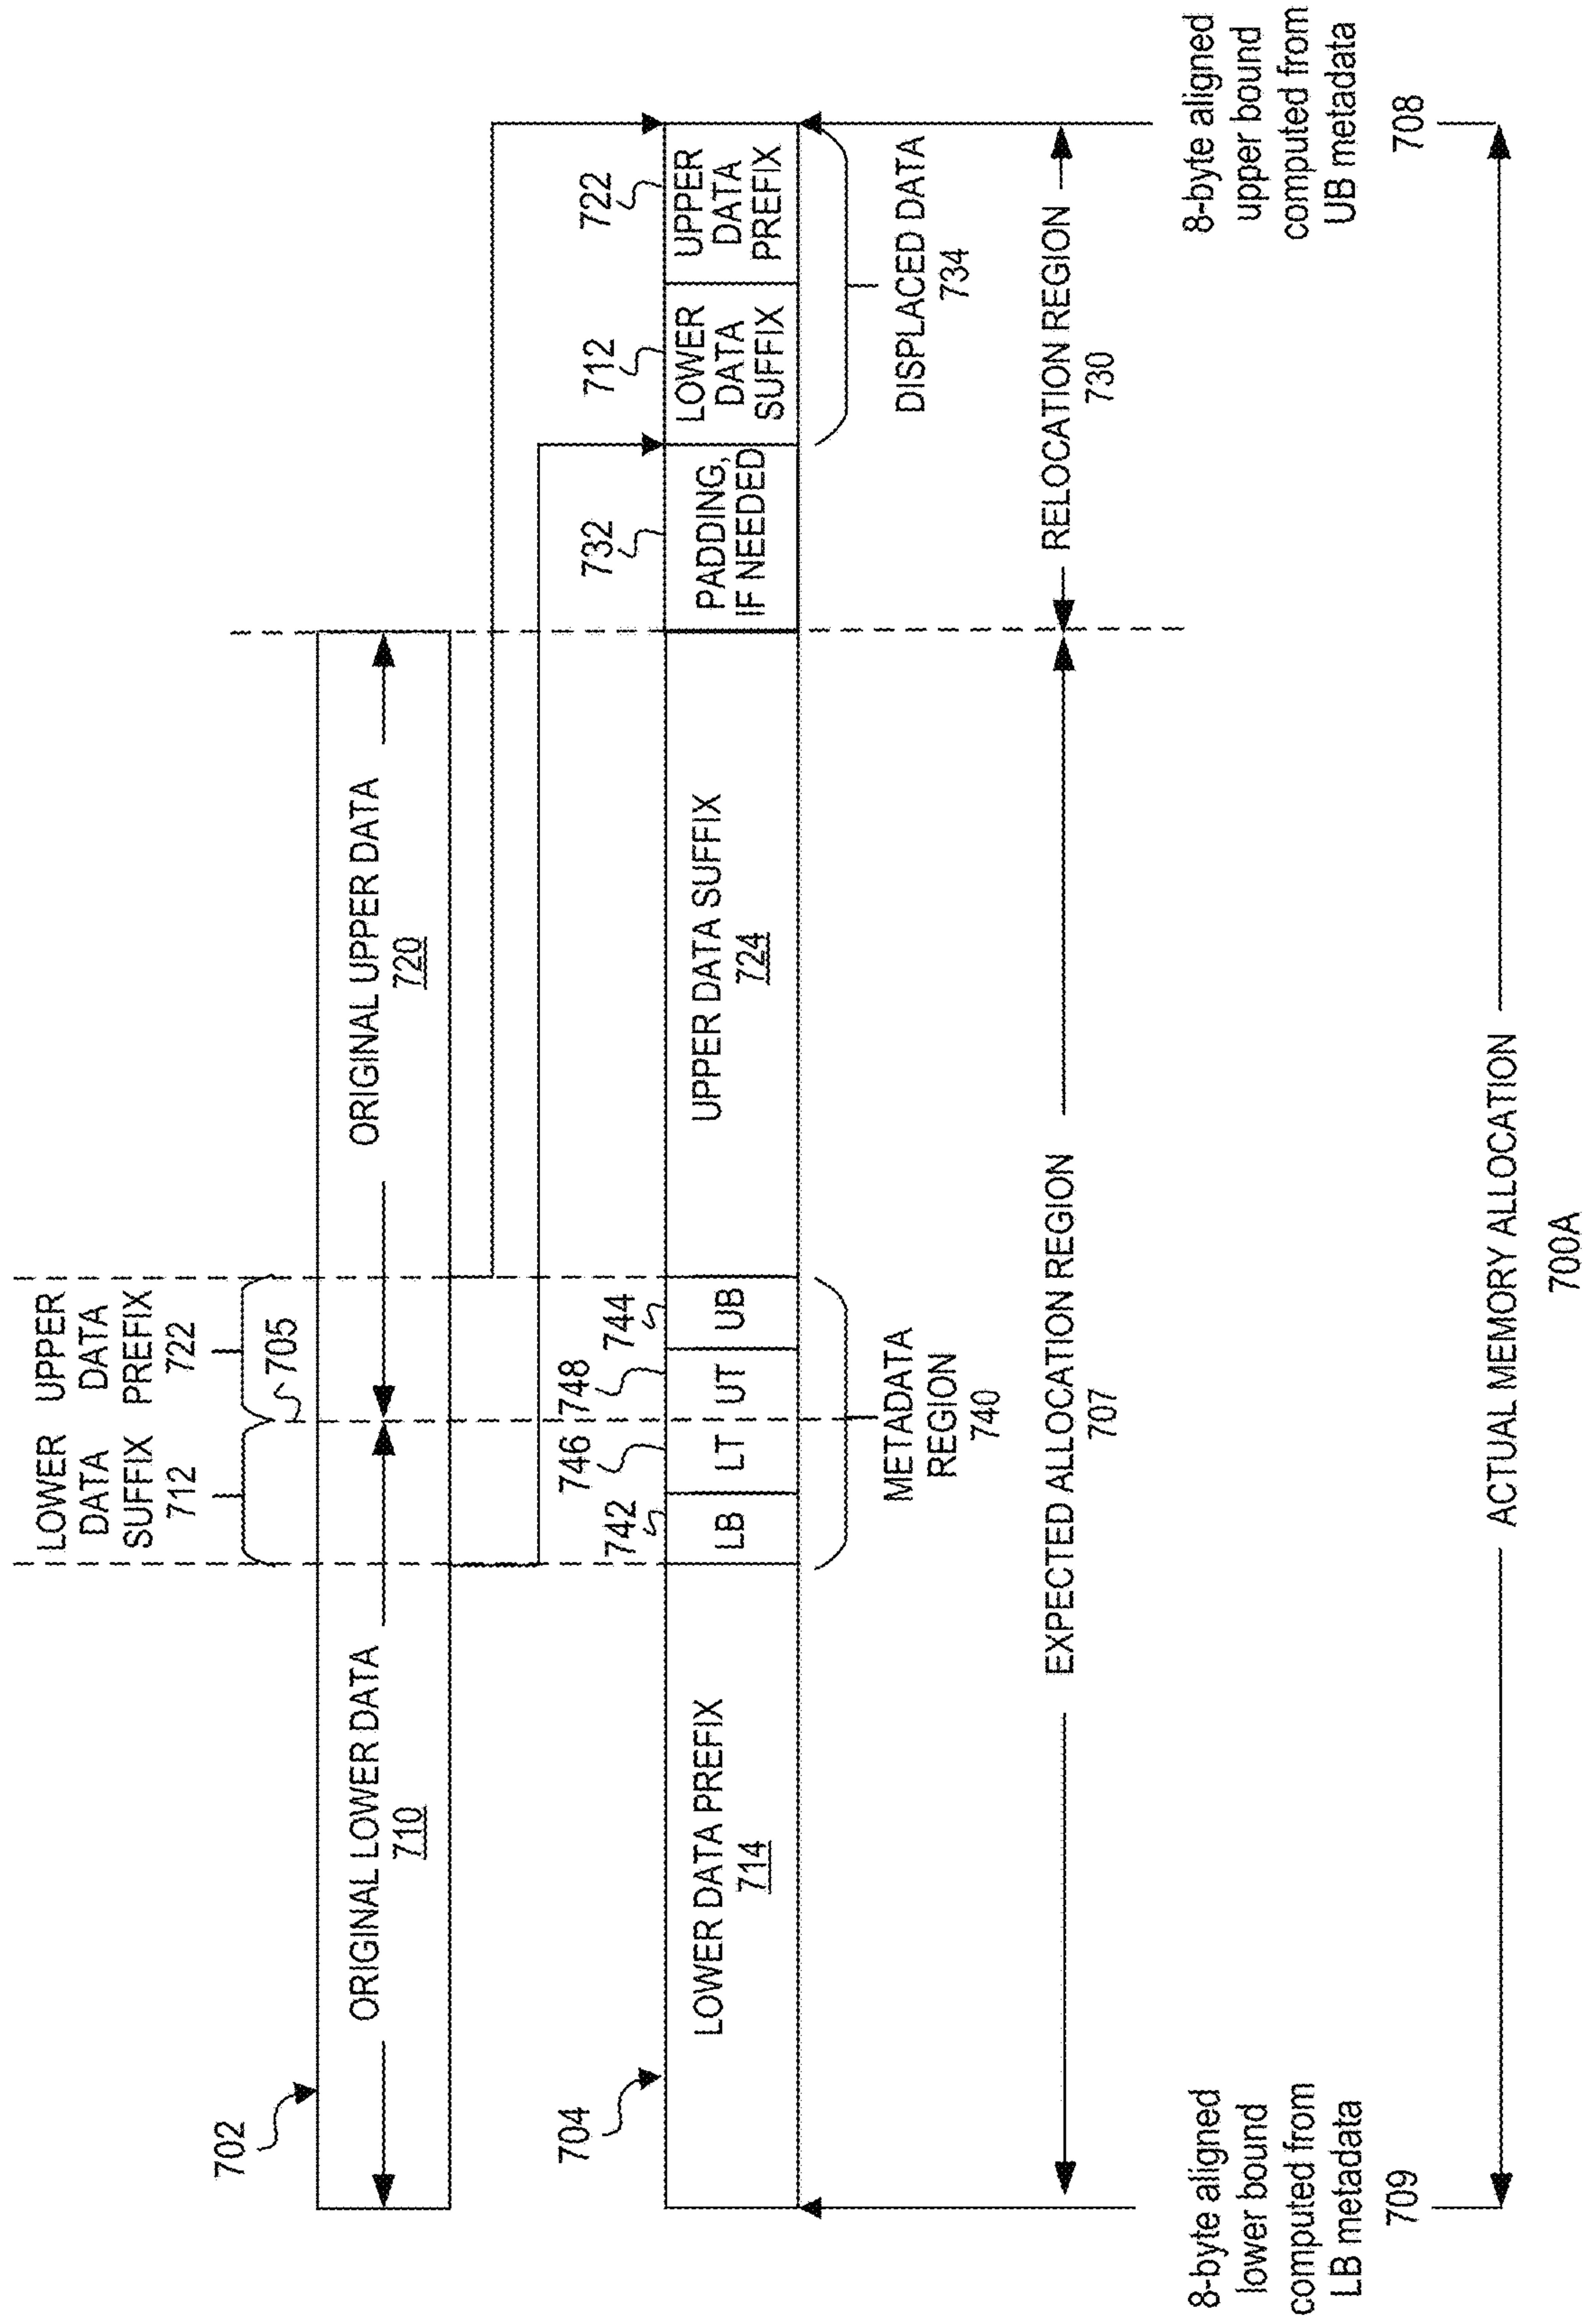 LOWER
DATA
SUFFIX
712
UPPER
DATA
PREFIX
722
705
702
ORIGINAL LOWER DATA
710
ORIGINAL UPPER DATA
720
704
742
746
748
744
732
712
722
LOWER DATA PREFIX
714
LB
LT
UT
UB
UPPER DATA SUFFIX
724
PADDING,
IF NEEDED
LOWER
DATA
SUFFIX
UPPER
DATA
PREFIX
METADATA
REGION
740
DISPLACED DATA
734
EXPECTED ALLOCATION REGION
707
RELOCATION REGION
730
8-byte aligned
lower bound
computed from
LB metadata
709
8-byte aligned
upper bound
computed from
UB metadata
708
ACTUAL MEMORY ALLOCATION
700A